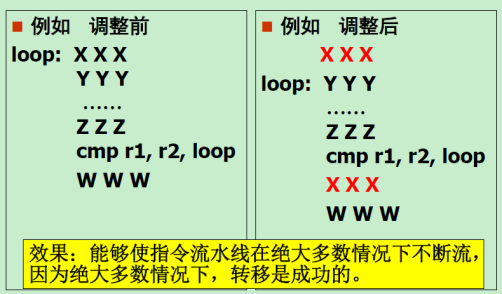 ■ 例如 调整前
loop: X X X
Y Y Y
……
Z Z Z
cmp r1, r2, loop
W W W
■ 例如 调整后
X X X
loop: Y Y Y
……
Z Z Z
cmp r1, r2, loop
X X X
W W W
效果：能够使指令流水线在绝大多数情况下不断流，
因为绝大多数情况下，转移是成功的。